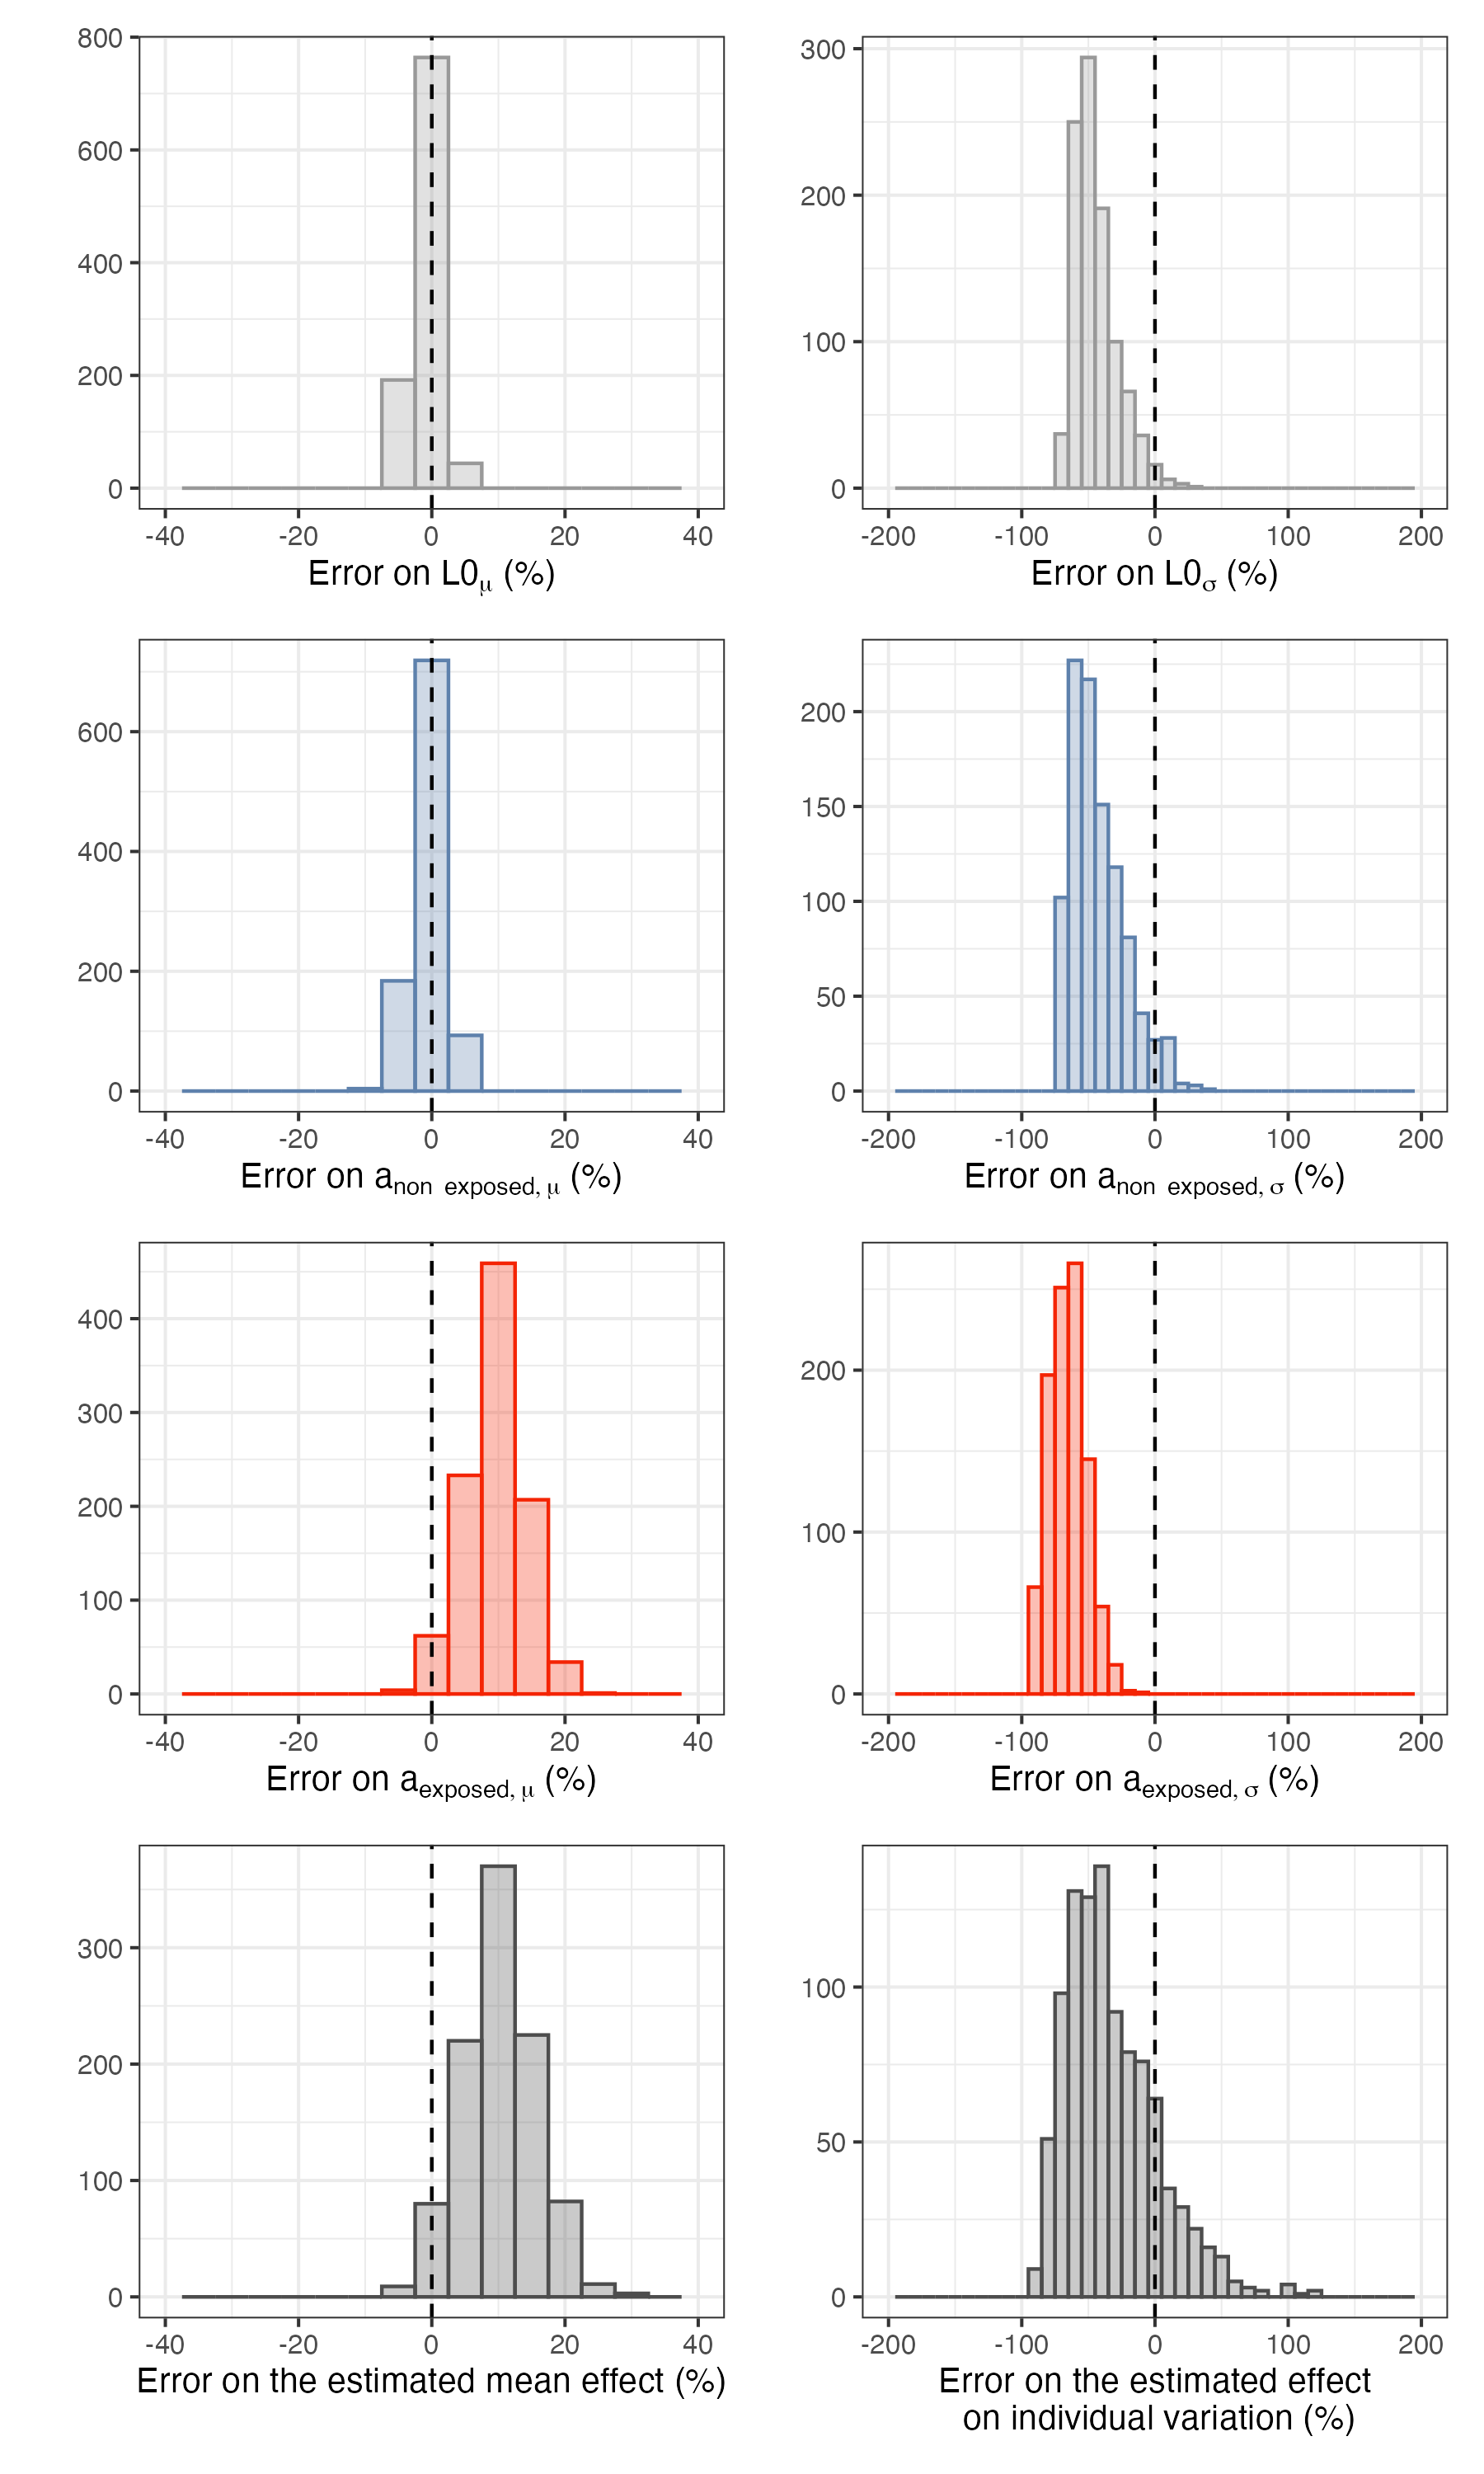 800
600
400
200
0
-40 -20 0 20 40
Error on L0μ (%)
300
200
100
0
-200 -100 0 100 200
Error on L0σ (%)
600
400
200
0
-40 -20 0 20 40
Error on anon exposed, μ (%)
200
150
100
50
0
-200 -100 0 100 200
Error on anon exposed, σ (%)
400
300
200
100
0
-40 -20 0 20 40
Error on aexposed, μ (%)
200
100
0
-200 -100 0 100 200
Error on aexposed, σ (%)
300
200
100
0
-40 -20 0 20 40
Error on the estimated mean effect (%)
100
50
0
-200 -100 0 100 200
Error on the estimated effect
on individual variation (%)